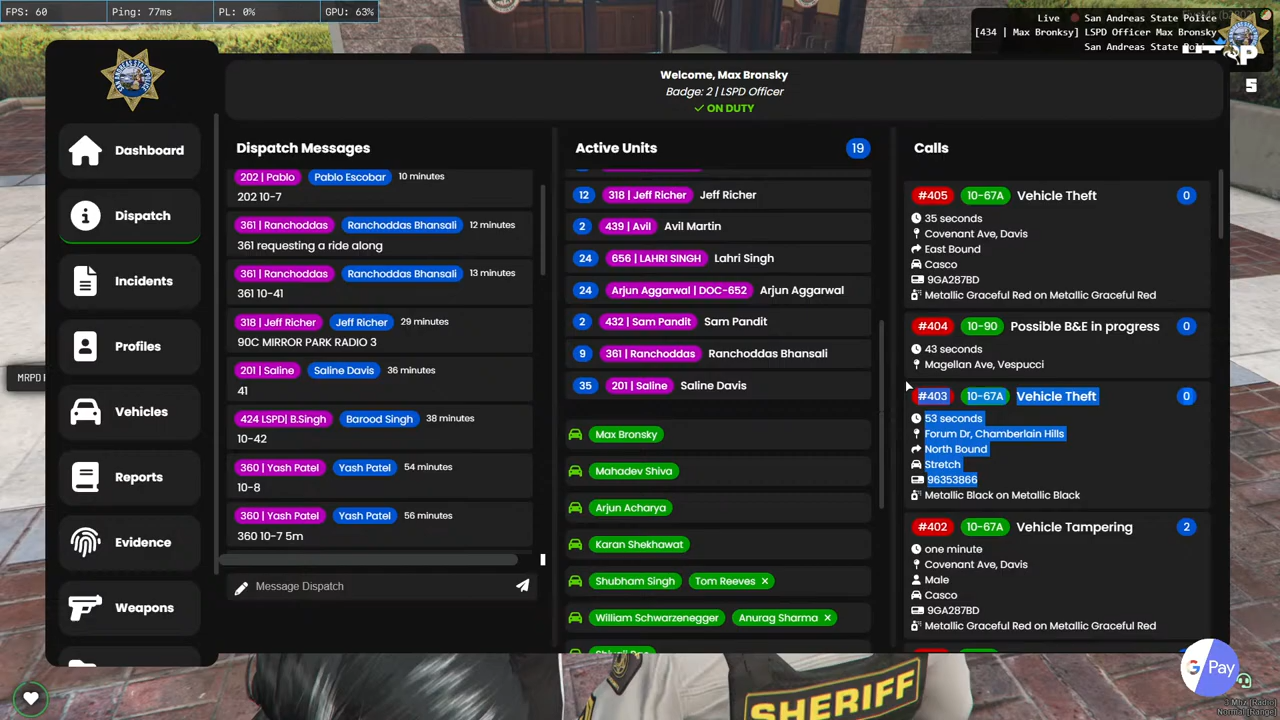 FPS: 60
Ping: 77ms
PL: 0%
GPU: 63%
Live San Andreas State Police
[434 | Max Bronksy] LSPD Officer Max Bronsky
San Andreas State
5
Welcome, Max Bronsky
Badge: 2 | LSPD Officer
ON DUTY
Dashboard
Dispatch
Incidents
Profiles
Vehicles
Reports
Evidence
Weapons
MRPD
Dispatch Messages
202 | Pablo Pablo Escobar 10 minutes
202 10-7
361 | Ranchoddas Ranchoddas Bhansali 12 minutes
361 requesting a ride along
361 | Ranchoddas Ranchoddas Bhansali 13 minutes
361 10-41
318 | Jeff Richer Jeff Richer 29 minutes
90C MIRROR PARK RADIO 3
201 | Saline Saline Davis 36 minutes
41
424 LSPD| B.Singh Barood Singh 38 minutes
10-42
360 | Yash Patel Yash Patel 54 minutes
10-8
360 | Yash Patel Yash Patel 56 minutes
360 10-7 5m
Message Dispatch
Active Units 19
12 318 | Jeff Richer Jeff Richer
2 439 | Avil Avil Martin
24 656 | LAHRI SINGH Lahri Singh
24 Arjun Aggarwal | DOC-652 Arjun Aggarwal
2 432 | Sam Pandit Sam Pandit
9 361 | Ranchoddas Ranchoddas Bhansali
35 201 | Saline Saline Davis
Max Bronsky
Mahadev Shiva
Arjun Acharya
Karan Shekhawat
Shubham Singh Tom Reeves ×
William Schwarzenegger Anurag Sharma ×
Calls
#405 10-67A Vehicle Theft 0
35 seconds
Covenant Ave, Davis
East Bound
Casco
9GA287BD
Metallic Graceful Red on Metallic Graceful Red
#404 10-90 Possible B&E in progress 0
43 seconds
Magellan Ave, Vespucci
#403 10-67A Vehicle Theft 0
53 seconds
Forum Dr, Chamberlain Hills
North Bound
Stretch
96353866
Metallic Black on Metallic Black
#402 10-67A Vehicle Tampering 2
one minute
Covenant Ave, Davis
Male
Casco
9GA287BD
Metallic Graceful Red on Metallic Graceful Red
G Pay
SHERIFF
3 Mhz (Radio)
Normal (Range)